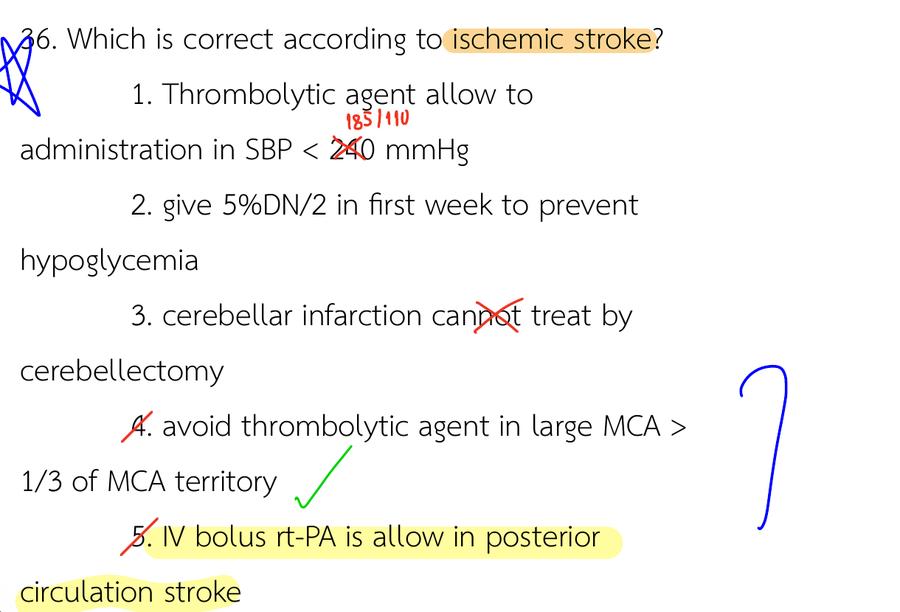 36. Which is correct according to ischemic stroke?
1. Thrombolytic agent allow to
185/110
administration in SBP < 240 mmHg
2. give 5%DN/2 in first week to prevent
hypoglycemia
3. cerebellar infarction cannot treat by
cerebellectomy
4. avoid thrombolytic agent in large MCA >
1/3 of MCA territory
5. IV bolus rt-PA is allow in posterior
circulation stroke
?